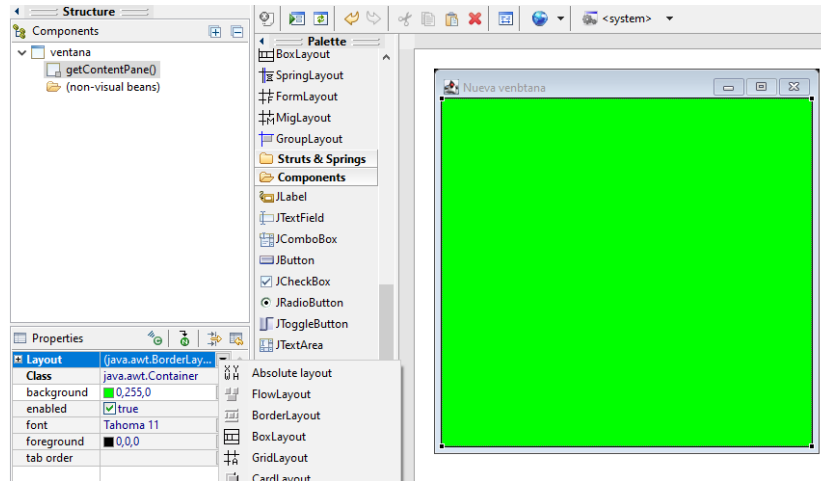 Structure
Components
ventana
getContentPane()
(non-visual beans)
Properties
Layout (java.awt.BorderLay...
Class java.awt.Container
background 0,255,0
enabled true
font Tahoma 11
foreground 0,0,0
tab order
<system>
Palette
BoxLayout
SpringLayout
FormLayout
MigLayout
GroupLayout
Struts & Springs
Components
JLabel
JTextField
JComboBox
JButton
JCheckBox
JRadioButton
JToggleButton
JTextArea
Absolute layout
FlowLayout
BorderLayout
BoxLayout
GridLayout
CardLayout
Nueva venbtana